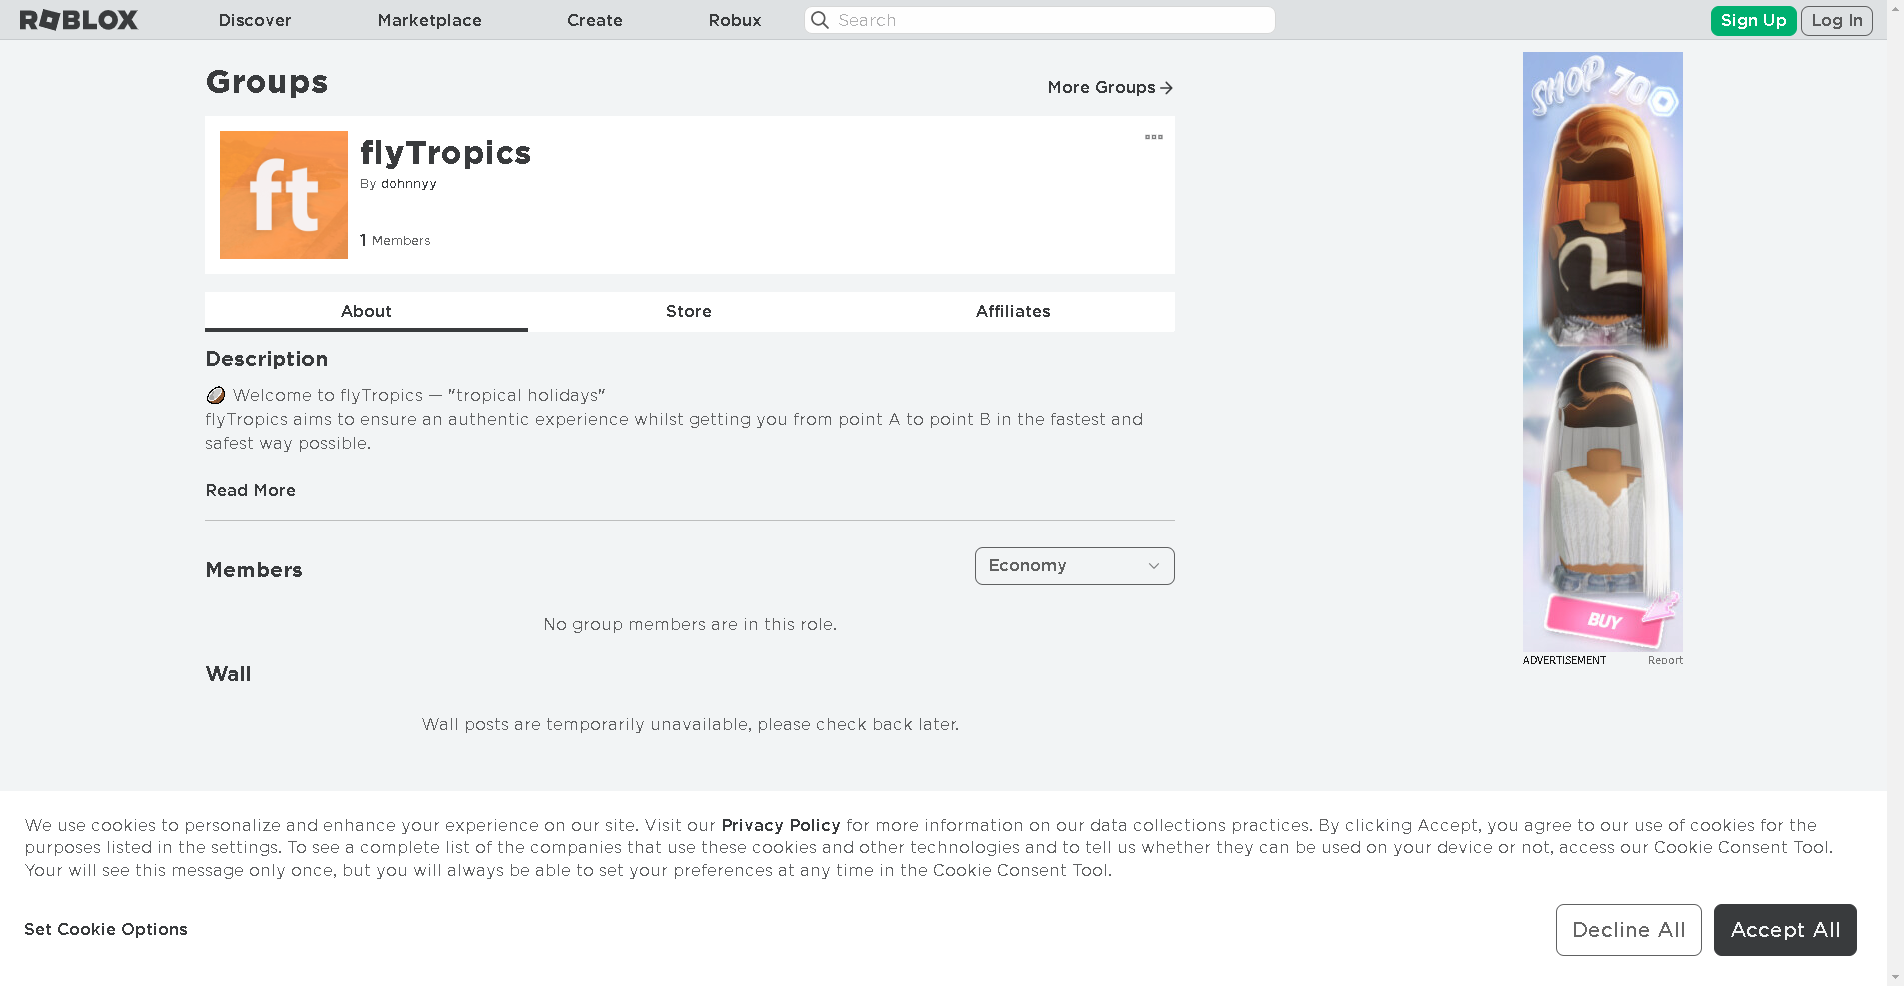 ROBLOX
Discover
Marketplace
Create
Robux
Search
Sign Up
Log In
Groups
More Groups
ft
flyTropics
By dohnnyy
1 Members
About
Store
Affiliates
Description
🥥 Welcome to flyTropics — "tropical holidays"
flyTropics aims to ensure an authentic experience whilst getting you from point A to point B in the fastest and
safest way possible.
Read More
Members
Economy
No group members are in this role.
Wall
Wall posts are temporarily unavailable, please check back later.
SHOP 70
BUY
ADVERTISEMENT
Report
We use cookies to personalize and enhance your experience on our site. Visit our Privacy Policy for more information on our data collections practices. By clicking Accept, you agree to our use of cookies for the
purposes listed in the settings. To see a complete list of the companies that use these cookies and other technologies and to tell us whether they can be used on your device or not, access our Cookie Consent Tool.
Your will see this message only once, but you will always be able to set your preferences at any time in the Cookie Consent Tool.
Set Cookie Options
Decline All
Accept All